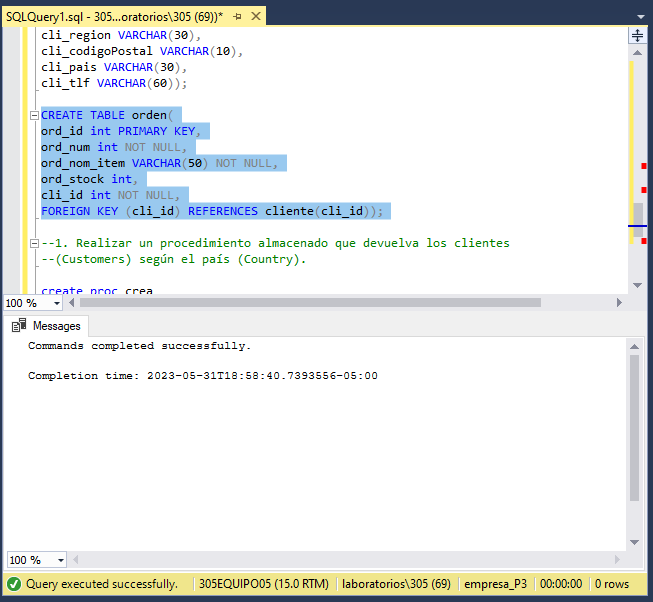 SQLQuery1.sql - 305...oratorios\305 (69))*
cli_region VARCHAR(30),
cli_codigoPostal VARCHAR(10),
cli_pais VARCHAR(30),
cli_tlf VARCHAR(60));
CREATE TABLE orden(
ord_id int PRIMARY KEY,
ord_num int NOT NULL,
ord_nom_item VARCHAR(50) NOT NULL,
ord_stock int,
cli_id int NOT NULL,
FOREIGN KEY (cli_id) REFERENCES cliente(cli_id));
--1. Realizar un procedimiento almacenado que devuelva los clientes
--(Customers) según el país (Country).
create proc crea
100 %
Messages
Commands completed successfully.
Completion time: 2023-05-31T18:58:40.7393556-05:00
100 %
Query executed successfully.
305EQUIPO05 (15.0 RTM)
laboratorios\305 (69)
empresa_P3
00:00:00
0 rows